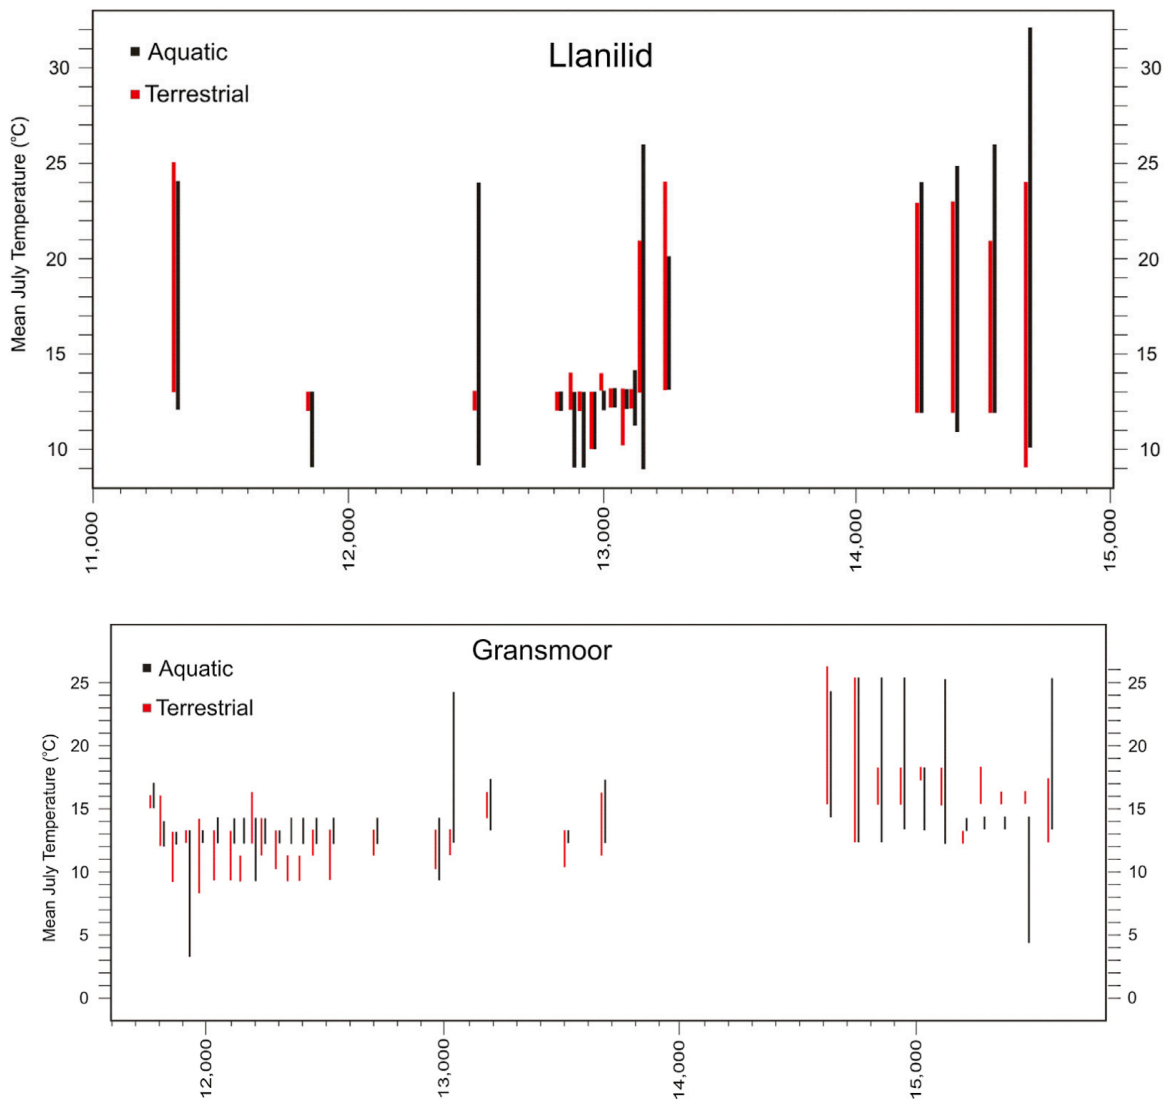 Llanilid
Aquatic
Terrestrial
Mean July Temperature (°C)
30 30
25 25
20 20
15 15
10 10
11,000 12,000 13,000 14,000 15,000
Gransmoor
Aquatic
Terrestrial
Mean July Temperature (°C)
25 25
20 20
15 15
10 10
5 5
0 0
12,000 13,000 14,000 15,000